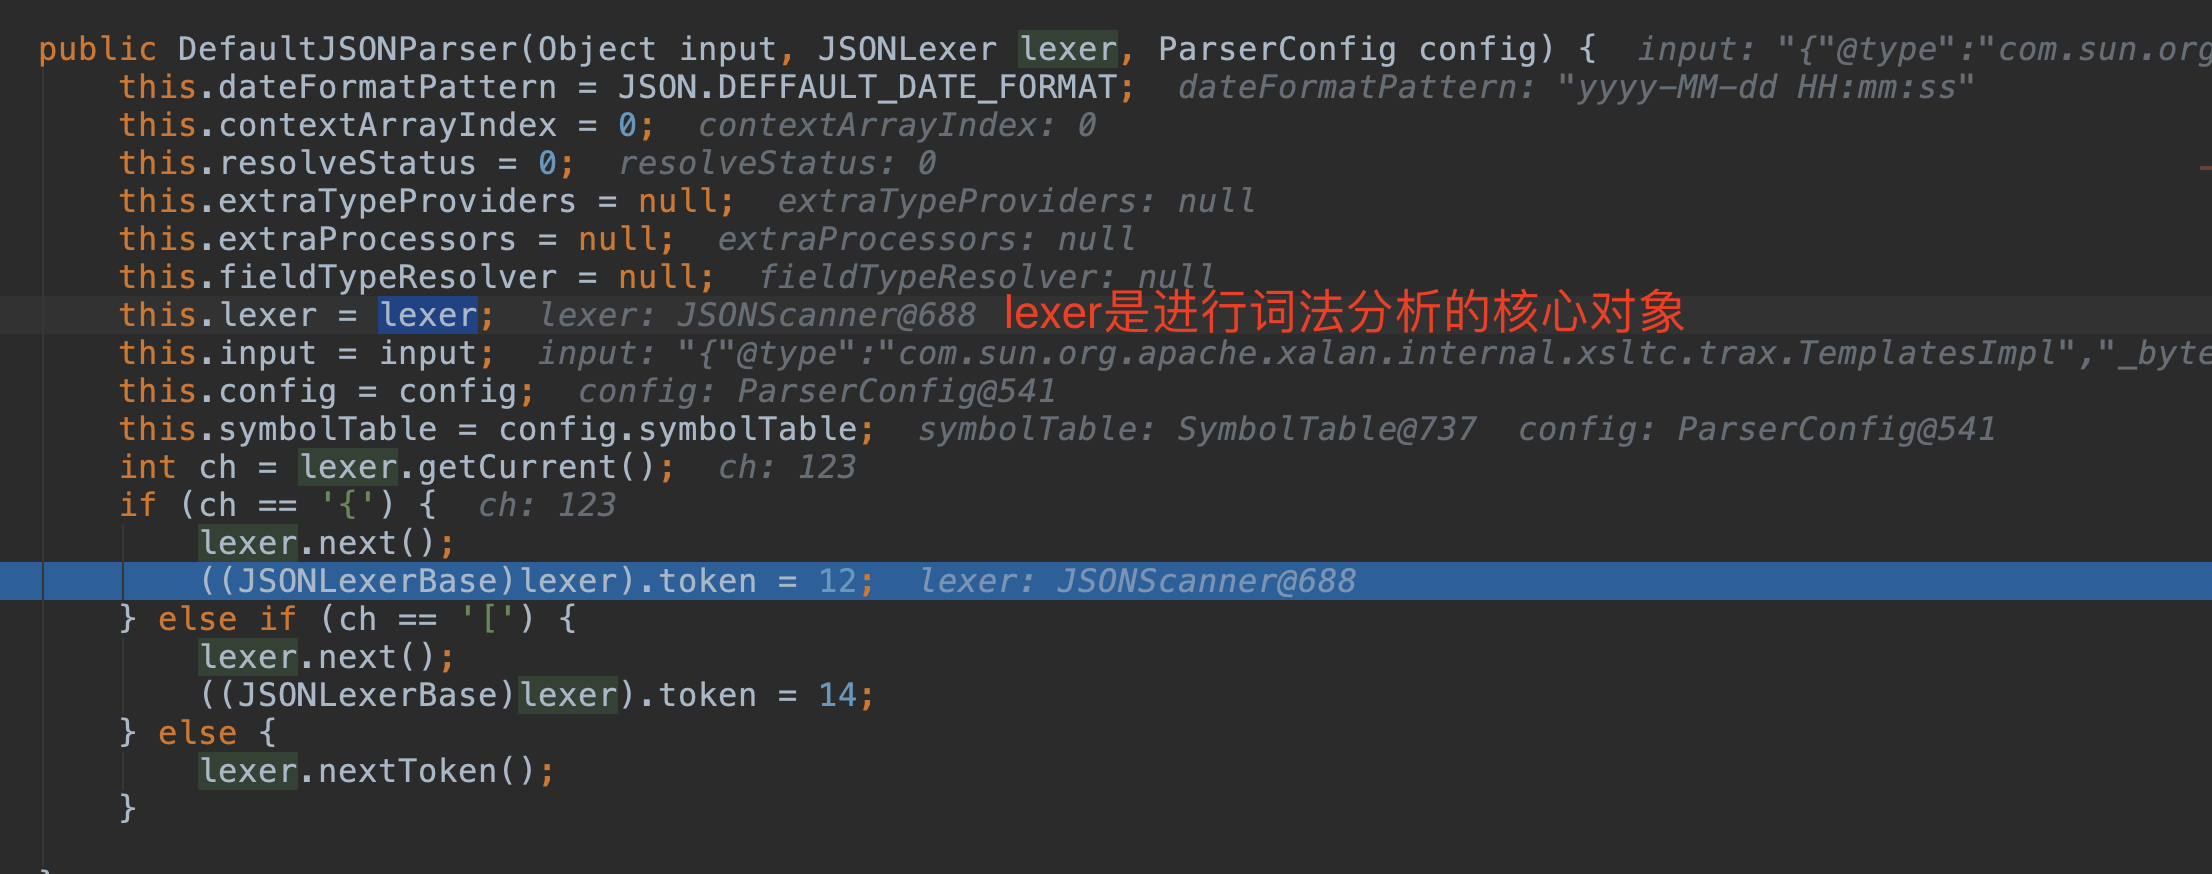 public DefaultJSONParser(Object input, JSONLexer lexer, ParserConfig config) {  input: "{"@type":"com.sun.org
this.dateFormatPattern = JSON.DEFFAULT_DATE_FORMAT;  dateFormatPattern: "yyyy-MM-dd HH:mm:ss"
this.contextArrayIndex = 0;  contextArrayIndex: 0
this.resolveStatus = 0;  resolveStatus: 0
this.extraTypeProviders = null;  extraTypeProviders: null
this.extraProcessors = null;  extraProcessors: null
this.fieldTypeResolver = null;  fieldTypeResolver: null
this.lexer = lexer;  lexer: JSONScanner@688  lexer是进行词法分析的核心对象
this.input = input;  input: "{"@type":"com.sun.org.apache.xalan.internal.xsltc.trax.TemplatesImpl","_byte
this.config = config;  config: ParserConfig@541
this.symbolTable = config.symbolTable;  symbolTable: SymbolTable@737  config: ParserConfig@541
int ch = lexer.getCurrent();  ch: 123
if (ch == '{') {  ch: 123
lexer.next();
((JSONLexerBase)lexer).token = 12;  lexer: JSONScanner@688
} else if (ch == '[') {
lexer.next();
((JSONLexerBase)lexer).token = 14;
} else {
lexer.nextToken();
}